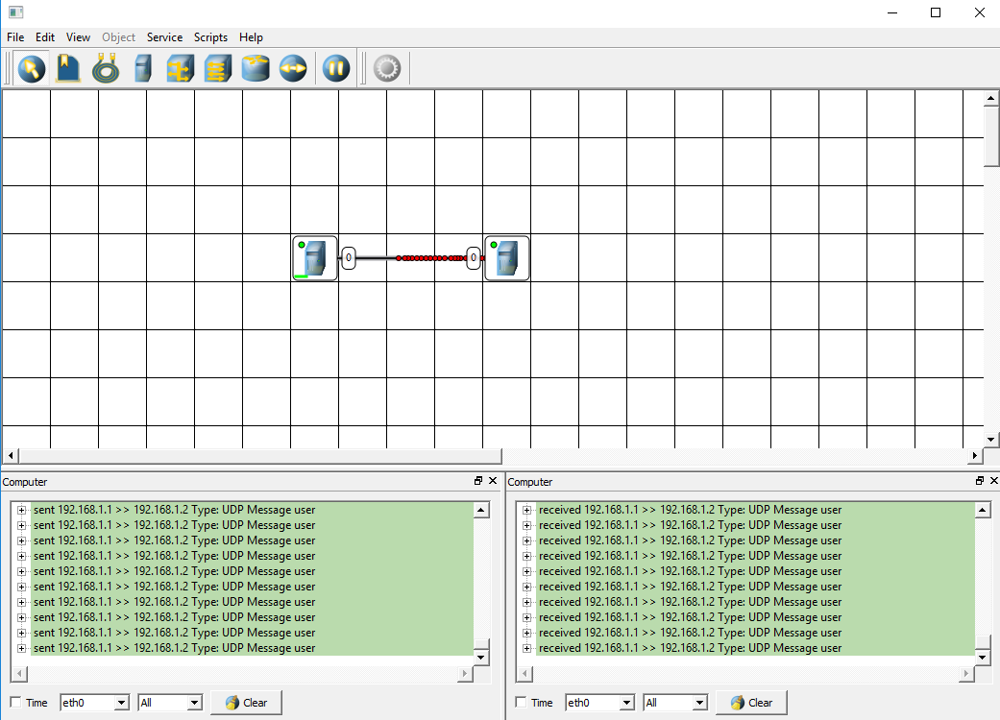 File Edit View Object Service Scripts Help
0 0
Computer
sent 192.168.1.1 >> 192.168.1.2 Type: UDP Message user
sent 192.168.1.1 >> 192.168.1.2 Type: UDP Message user
sent 192.168.1.1 >> 192.168.1.2 Type: UDP Message user
sent 192.168.1.1 >> 192.168.1.2 Type: UDP Message user
sent 192.168.1.1 >> 192.168.1.2 Type: UDP Message user
sent 192.168.1.1 >> 192.168.1.2 Type: UDP Message user
sent 192.168.1.1 >> 192.168.1.2 Type: UDP Message user
sent 192.168.1.1 >> 192.168.1.2 Type: UDP Message user
sent 192.168.1.1 >> 192.168.1.2 Type: UDP Message user
sent 192.168.1.1 >> 192.168.1.2 Type: UDP Message user
Time eth0 All Clear
Computer
received 192.168.1.1 >> 192.168.1.2 Type: UDP Message user
received 192.168.1.1 >> 192.168.1.2 Type: UDP Message user
received 192.168.1.1 >> 192.168.1.2 Type: UDP Message user
received 192.168.1.1 >> 192.168.1.2 Type: UDP Message user
received 192.168.1.1 >> 192.168.1.2 Type: UDP Message user
received 192.168.1.1 >> 192.168.1.2 Type: UDP Message user
received 192.168.1.1 >> 192.168.1.2 Type: UDP Message user
received 192.168.1.1 >> 192.168.1.2 Type: UDP Message user
received 192.168.1.1 >> 192.168.1.2 Type: UDP Message user
received 192.168.1.1 >> 192.168.1.2 Type: UDP Message user
Time eth0 All Clear